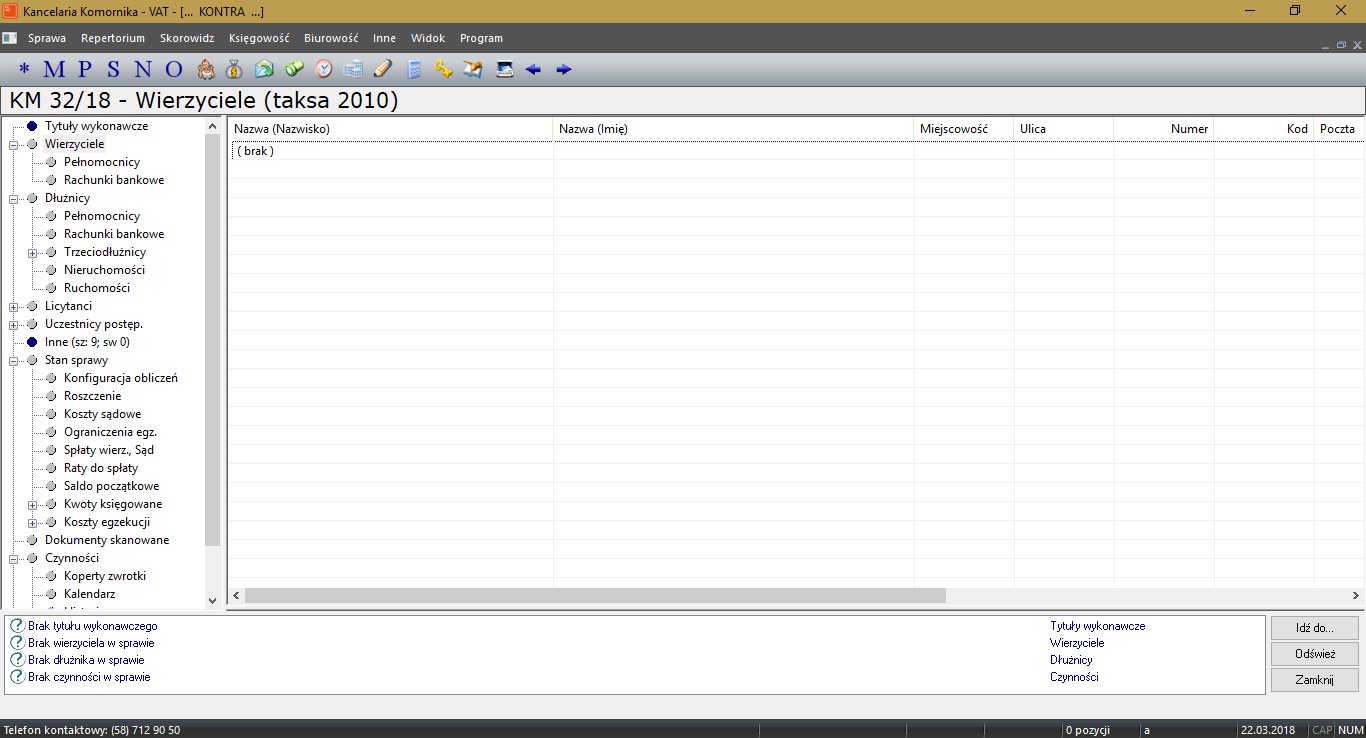 Kancelaria Komornika - VAT - [... KONTRA ...]
Sprawa Repertorium Skorowidz Księgowość Biurowość Inne Widok Program
* M P S N O
KM 32/18 - Wierzyciele (taksa 2010)
Nazwa (Nazwisko) Nazwa (Imię) Miejscowość Ulica Numer Kod Poczta
( brak )
Tytuły wykonawcze
Wierzyciele
Pełnomocnicy
Rachunki bankowe
Dłużnicy
Pełnomocnicy
Rachunki bankowe
Trzeciodłużnicy
Nieruchomości
Ruchomości
Licytanci
Uczestnicy postęp.
Inne (sz: 9; sw 0)
Stan sprawy
Konfiguracja obliczeń
Roszczenie
Koszty sądowe
Ograniczenia egz.
Spłaty wierz., Sąd
Raty do spłaty
Saldo początkowe
Kwoty księgowane
Koszty egzekucji
Dokumenty skanowane
Czynności
Koperty zwrotki
Kalendarz
Brak tytułu wykonawczego Tytuły wykonawcze
Brak wierzyciela w sprawie Wierzyciele
Brak dłużnika w sprawie Dłużnicy
Brak czynności w sprawie Czynności
Idź do...
Odśwież
Zamknij
Telefon kontaktowy: (58) 712 90 50 0 pozycji a 22.03.2018 CAP NUM